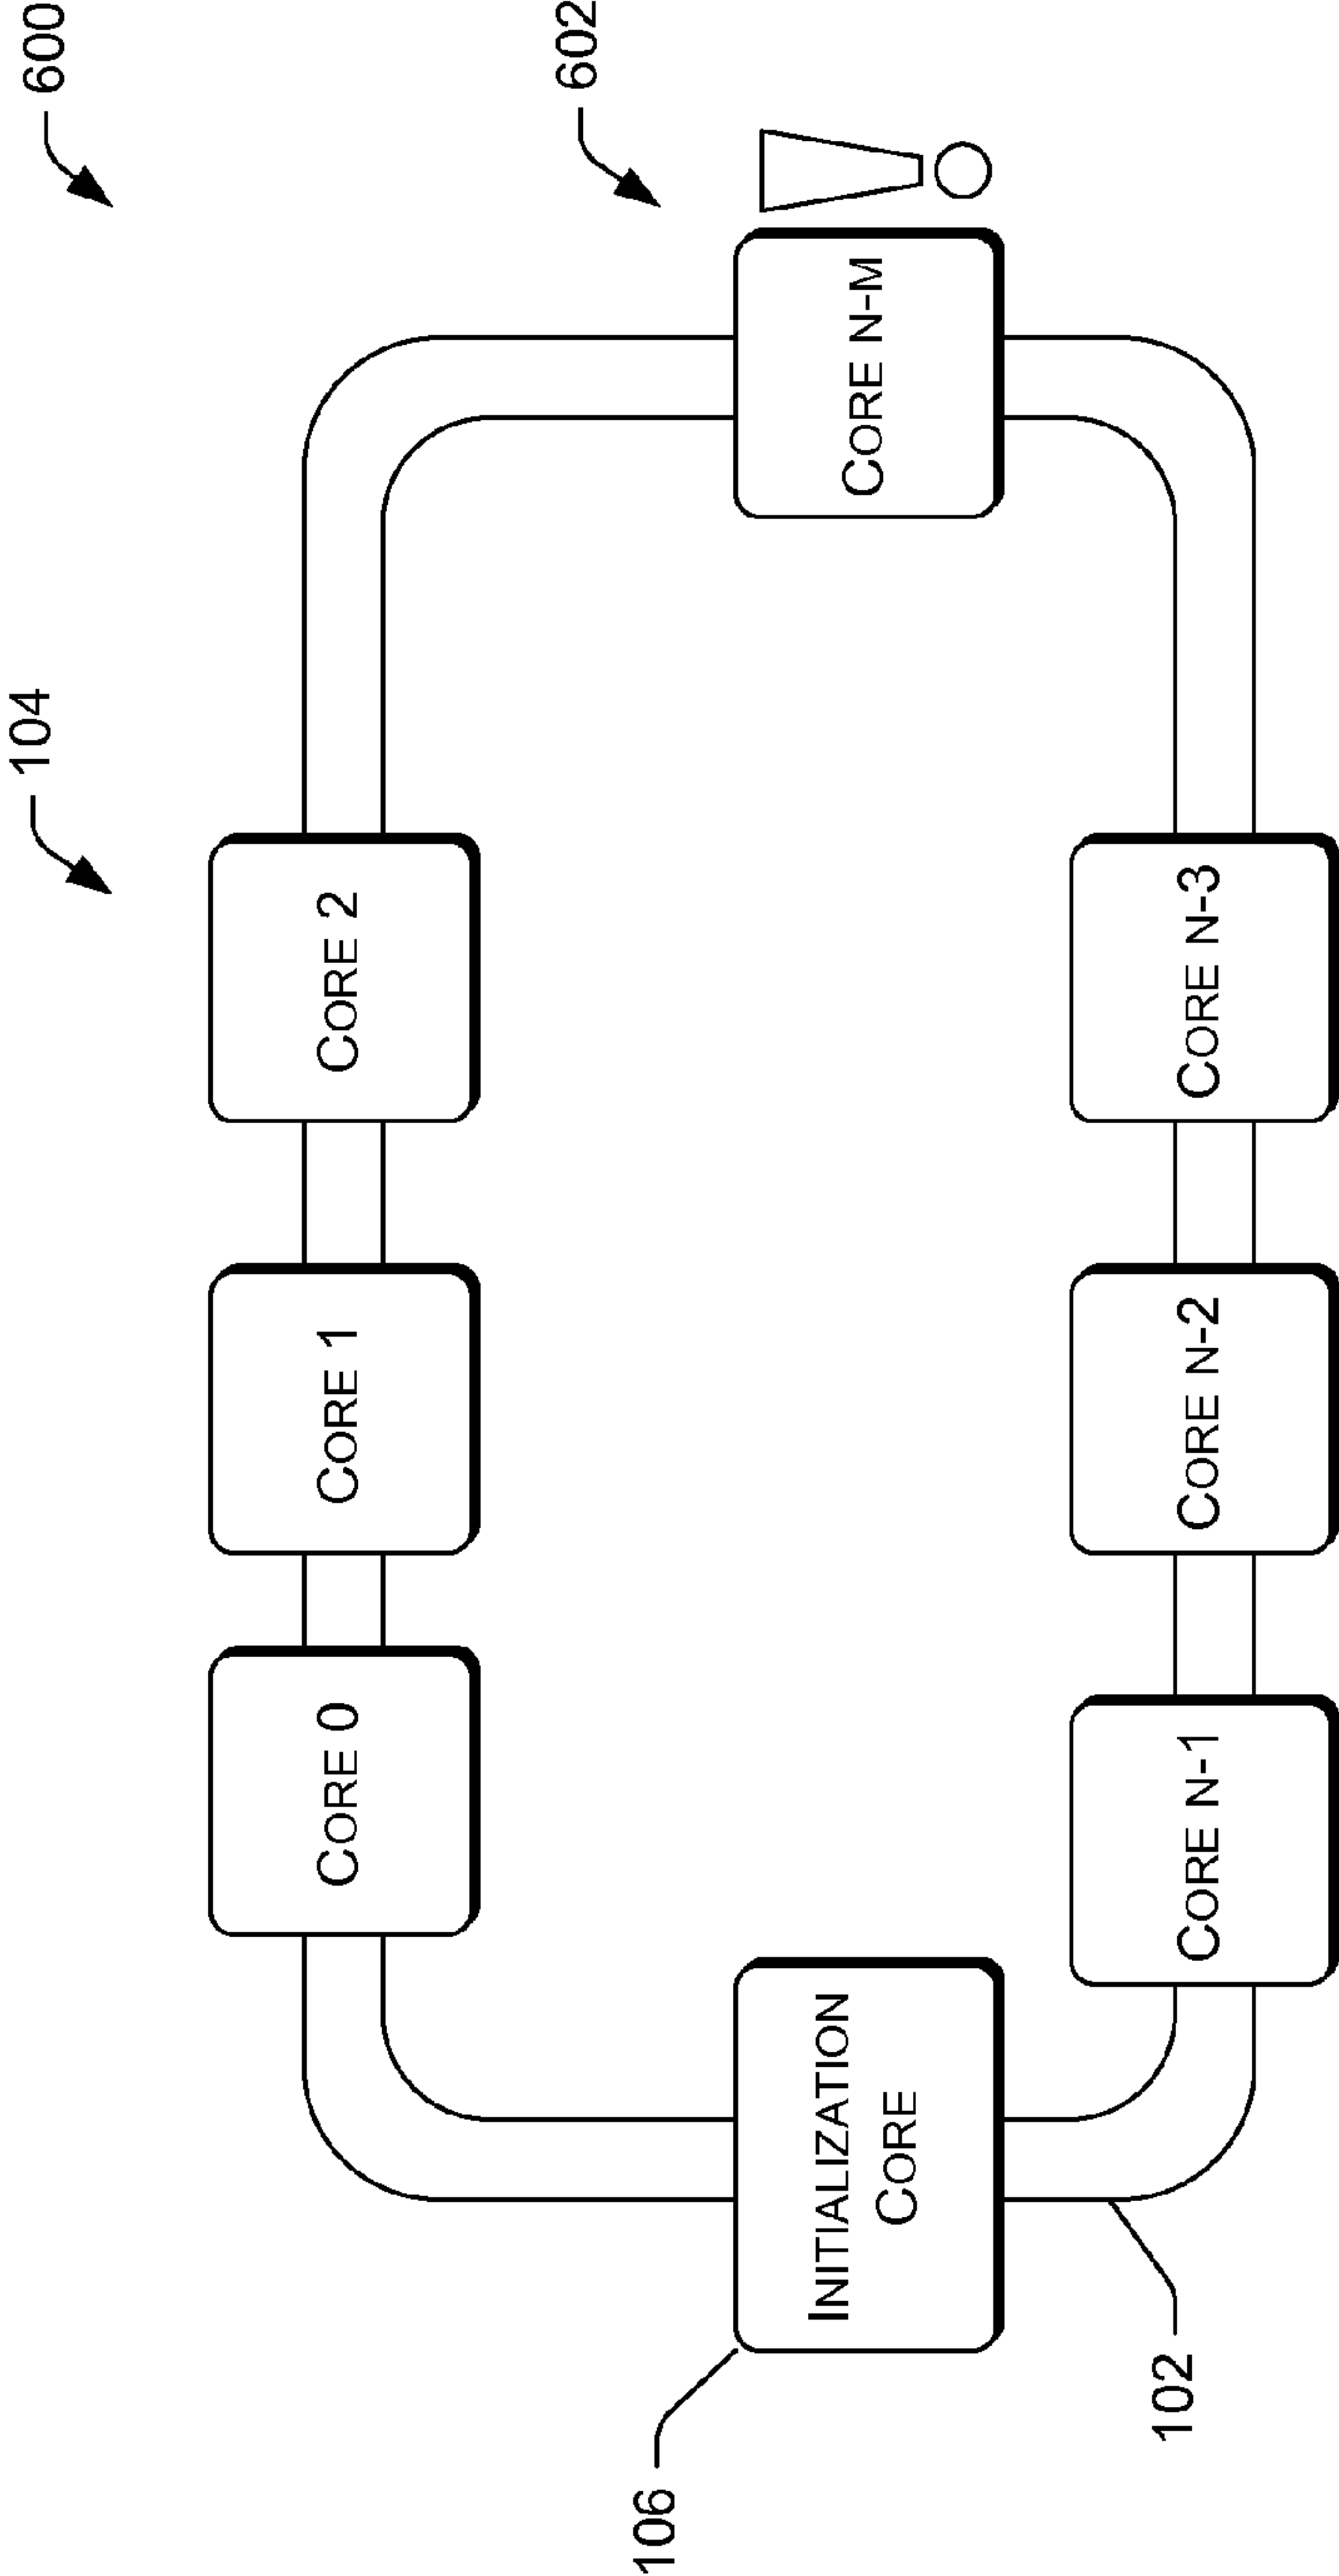 600
104
602
CORE 0
CORE 1
CORE 2
INITIALIZATION
CORE
CORE N-M
106
CORE N-1
CORE N-2
CORE N-3
102